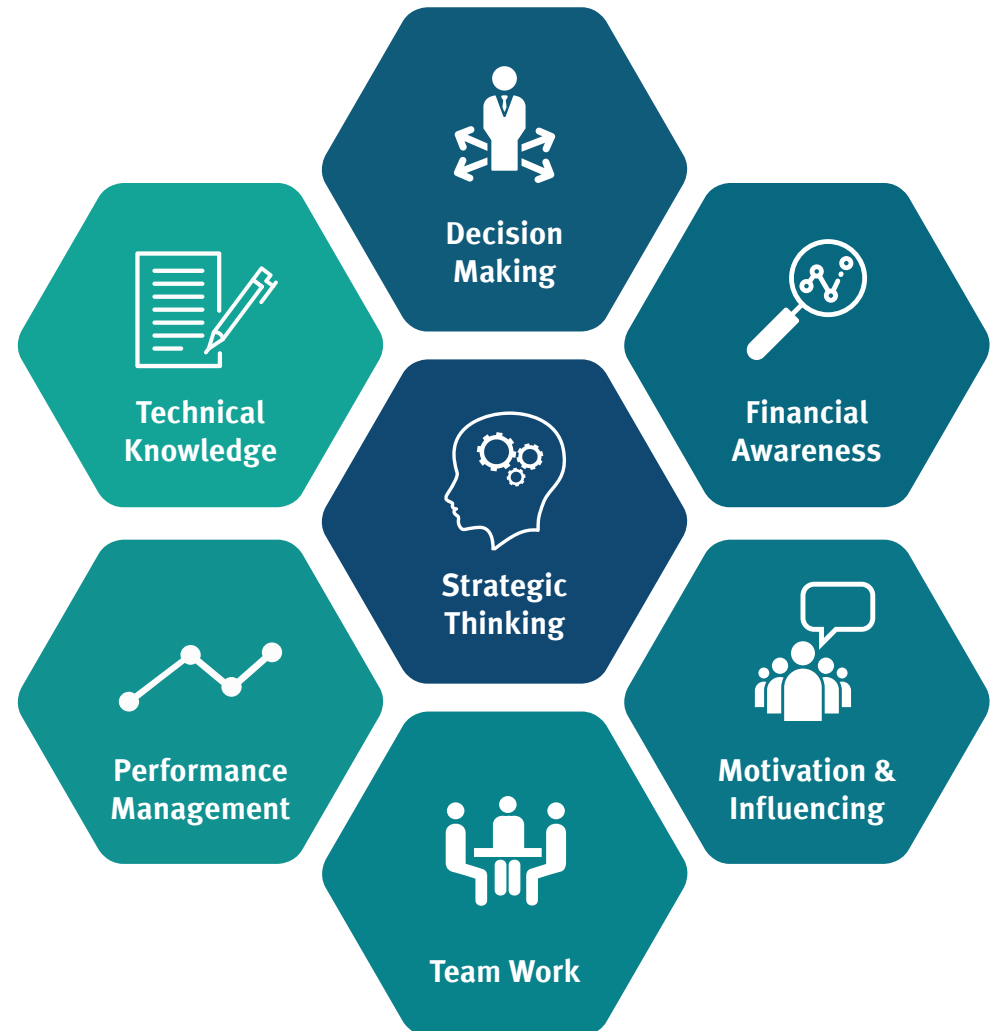 Decision
Making
Technical
Knowledge
Financial
Awareness
Strategic
Thinking
Performance
Management
Motivation &
Influencing
Team Work